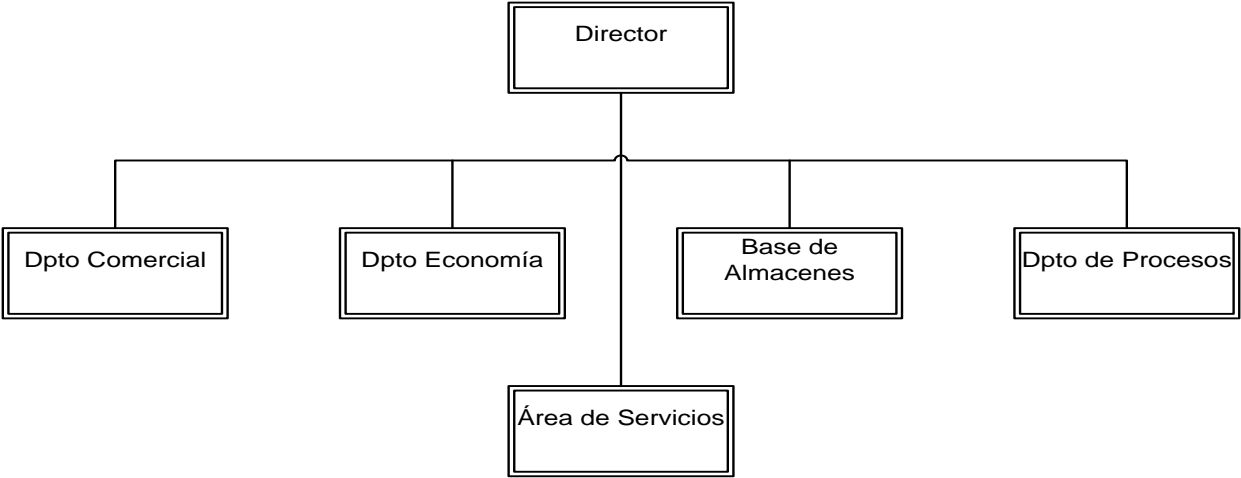 Director
Dpto Comercial
Dpto Economía
Base de
Almacenes
Dpto de Procesos
Área de Servicios